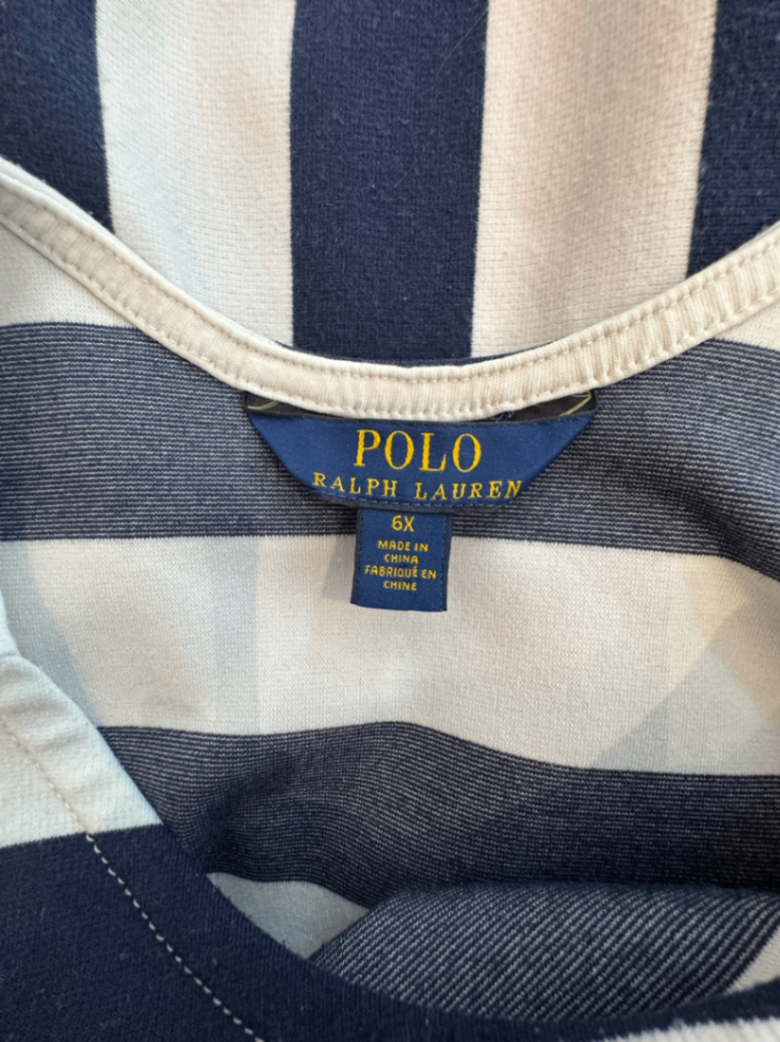 POLO
RALPH LAUREN
6X
MADE IN
CHINA
FABRIQUÉ EN
CHINE